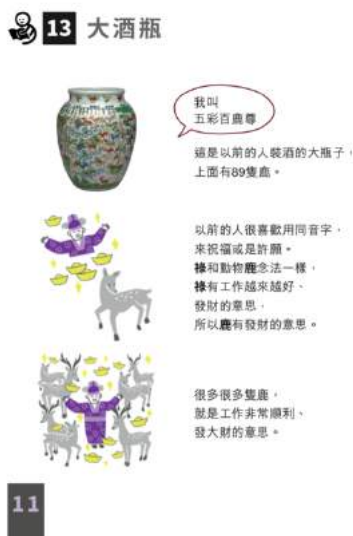 13 大酒瓶
我叫
五彩百鹿尊
這是以前的人裝酒的大瓶子，
上面有89隻鹿。
以前的人很喜歡用同音字，
來祝福或是許願。
祿和動物鹿念法一樣，
祿有工作越來越好、
發財的意思，
所以鹿有發財的意思。
很多很多隻鹿，
就是工作非常順利、
發大財的意思。
11